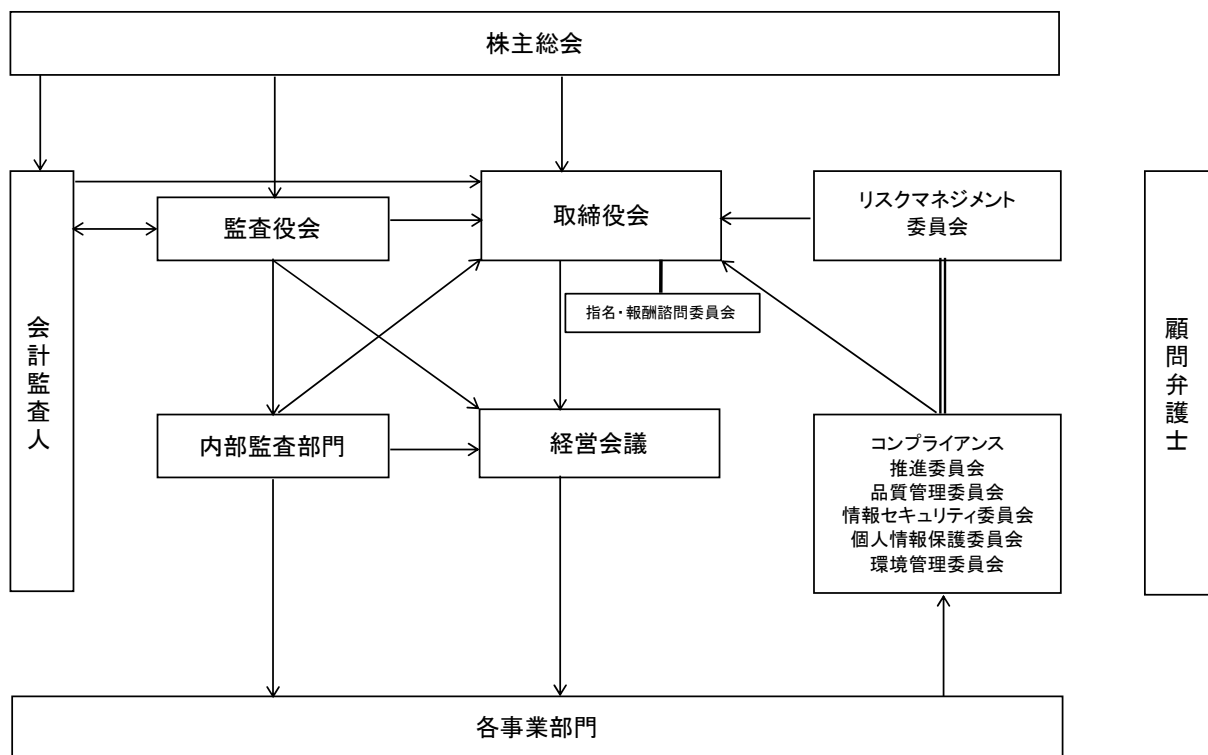 株主総会
監査役会
取締役会
リスクマネジメント
委員会
指名・報酬諮問委員会
会計監査人
顧問弁護士
内部監査部門
経営会議
コンプライアンス
推進委員会
品質管理委員会
情報セキュリティ委員会
個人情報保護委員会
環境管理委員会
各事業部門